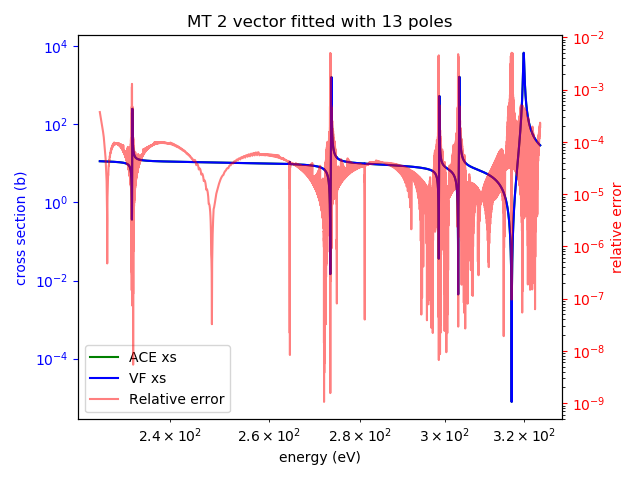 MT 2 vector fitted with 13 poles
cross section (b)
10^4
10^2
10^0
10^-2
10^-4
ACE xs
VF xs
Relative error
2.4 × 10^2
2.6 × 10^2
2.8 × 10^2
3 × 10^2
3.2 × 10^2
energy (eV)
10^-2
10^-3
10^-4
10^-5
10^-6
10^-7
10^-8
10^-9
relative error